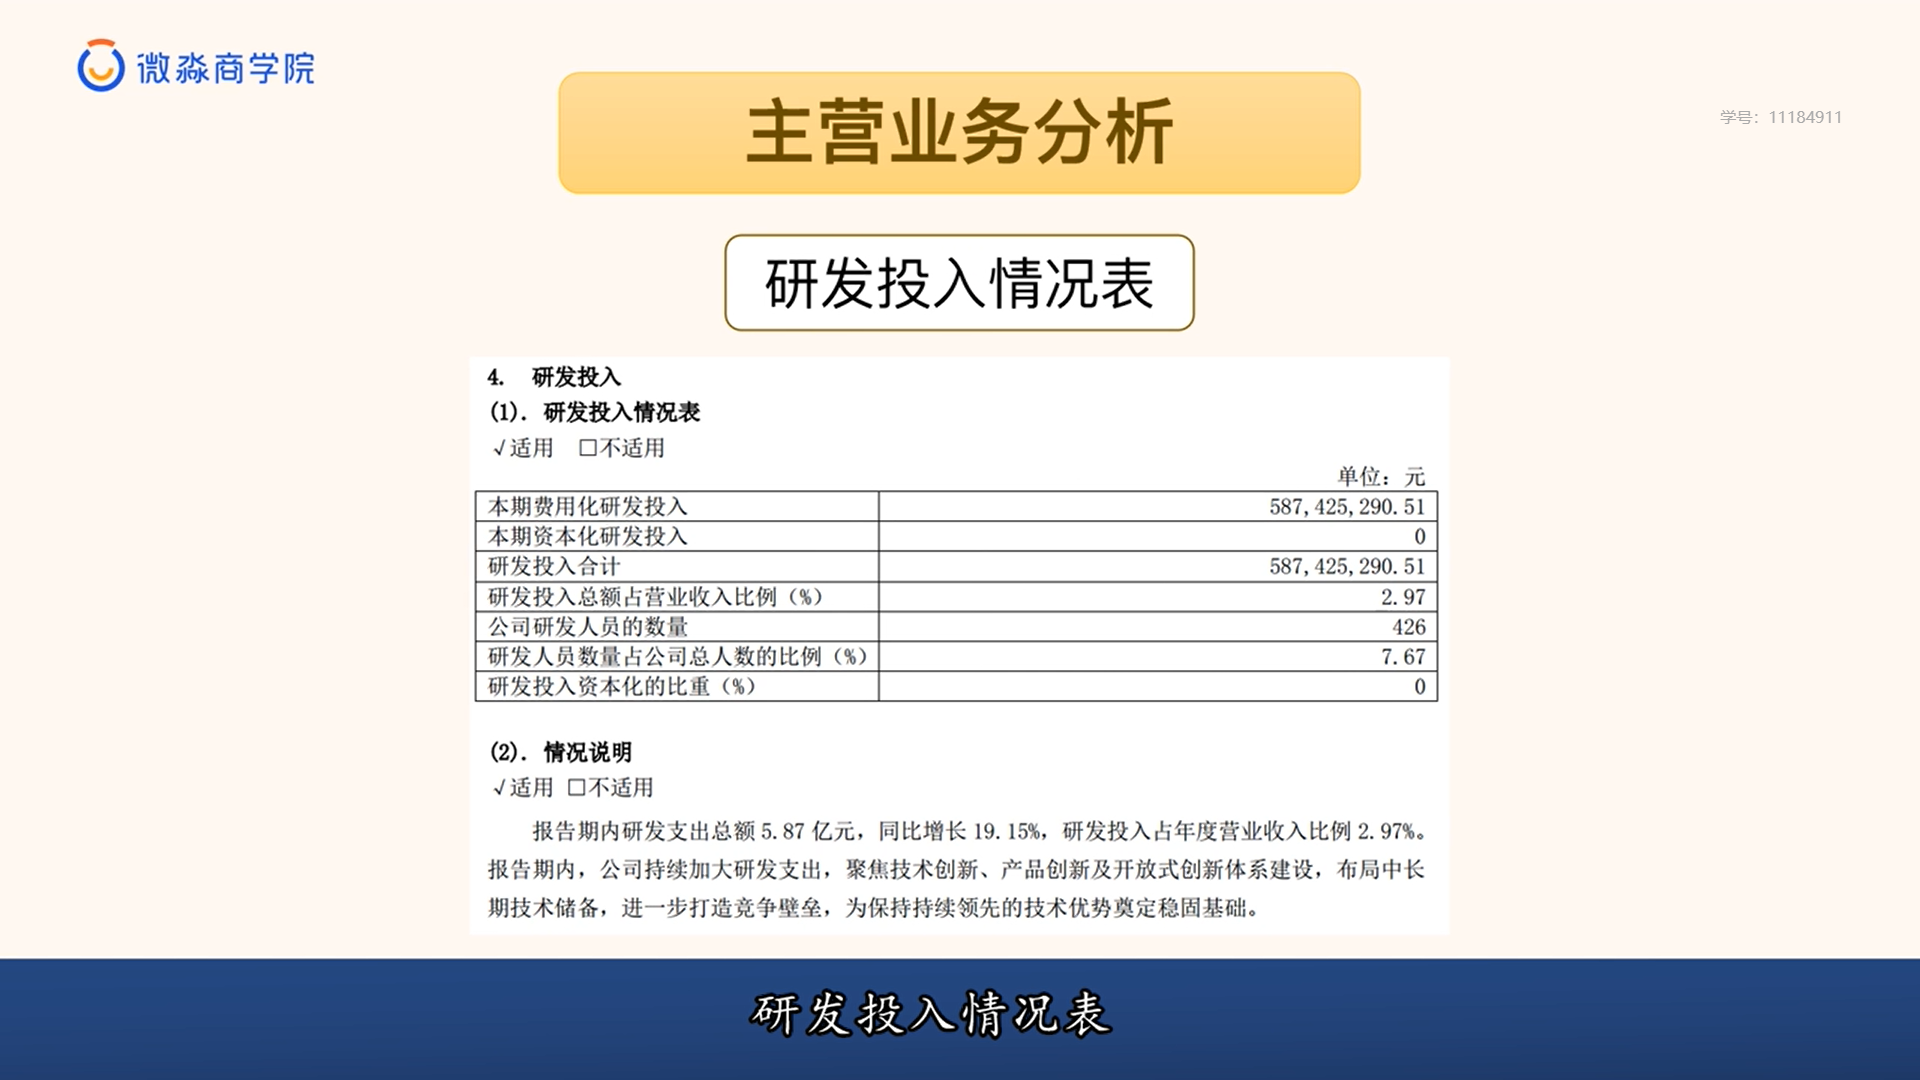 微淼商学院
主营业务分析
学号：11184911
研发投入情况表
4. 研发投入
(1). 研发投入情况表
√适用 □不适用
单位：元
本期费用化研发投入 587,425,290.51
本期资本化研发投入 0
研发投入合计 587,425,290.51
研发投入总额占营业收入比例（%） 2.97
公司研发人员的数量 426
研发人员数量占公司总人数的比例（%） 7.67
研发投入资本化的比重（%） 0
(2). 情况说明
√适用 □不适用
报告期内研发支出总额 5.87 亿元，同比增长 19.15%，研发投入占年度营业收入比例 2.97%。
报告期内，公司持续加大研发支出，聚焦技术创新、产品创新及开放式创新体系建设，布局中长
期技术储备，进一步打造竞争壁垒，为保持持续领先的技术优势奠定稳固基础。
研发投入情况表